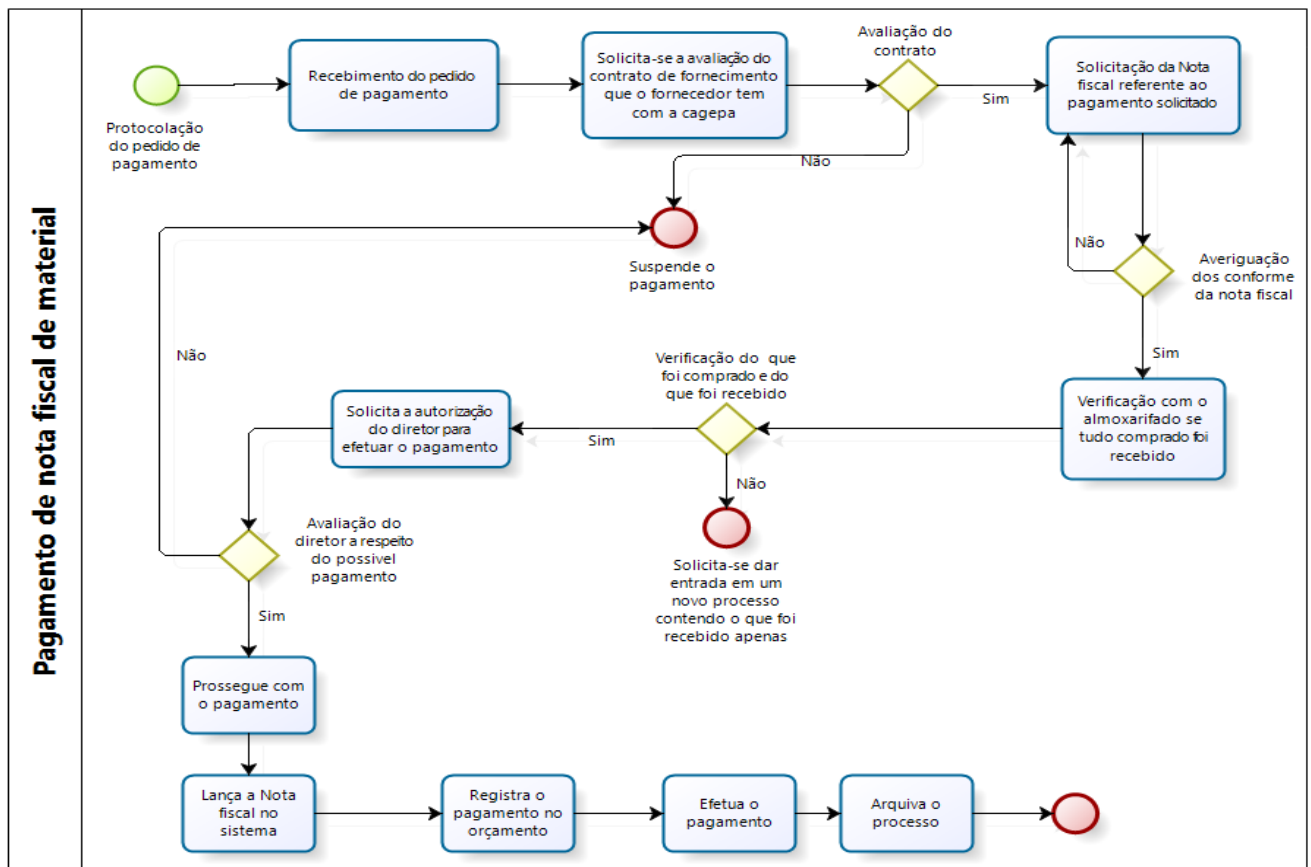 Pagamento de nota fiscal de material
Protocolação
do pedido de
pagamento
Recebimento do pedido
de pagamento
Solicita-se a avaliação do
contrato de fornecimento
que o fornecedor tem
com a cagepa
Avaliação do
contrato
Sim
Não
Solicitação da Nota
fiscal referente ao
pagamento solicitado
Suspende o
pagamento
Não
Averiguação
dos conforme
da nota fiscal
Sim
Verificação com o
almoxarifado se
tudo comprado foi
recebido
Verificação do que
foi comprado e do
que foi recebido
Sim
Não
Solicita-se dar
entrada em um
novo processo
contendo o que foi
recebido apenas
Solicita a autorização
do diretor para
efetuar o pagamento
Avaliação do
diretor a respeito
do possivel
pagamento
Não
Sim
Prossegue com
o pagamento
Lança a Nota
fiscal no
sistema
Registra o
pagamento no
orçamento
Efetua o
pagamento
Arquiva o
processo